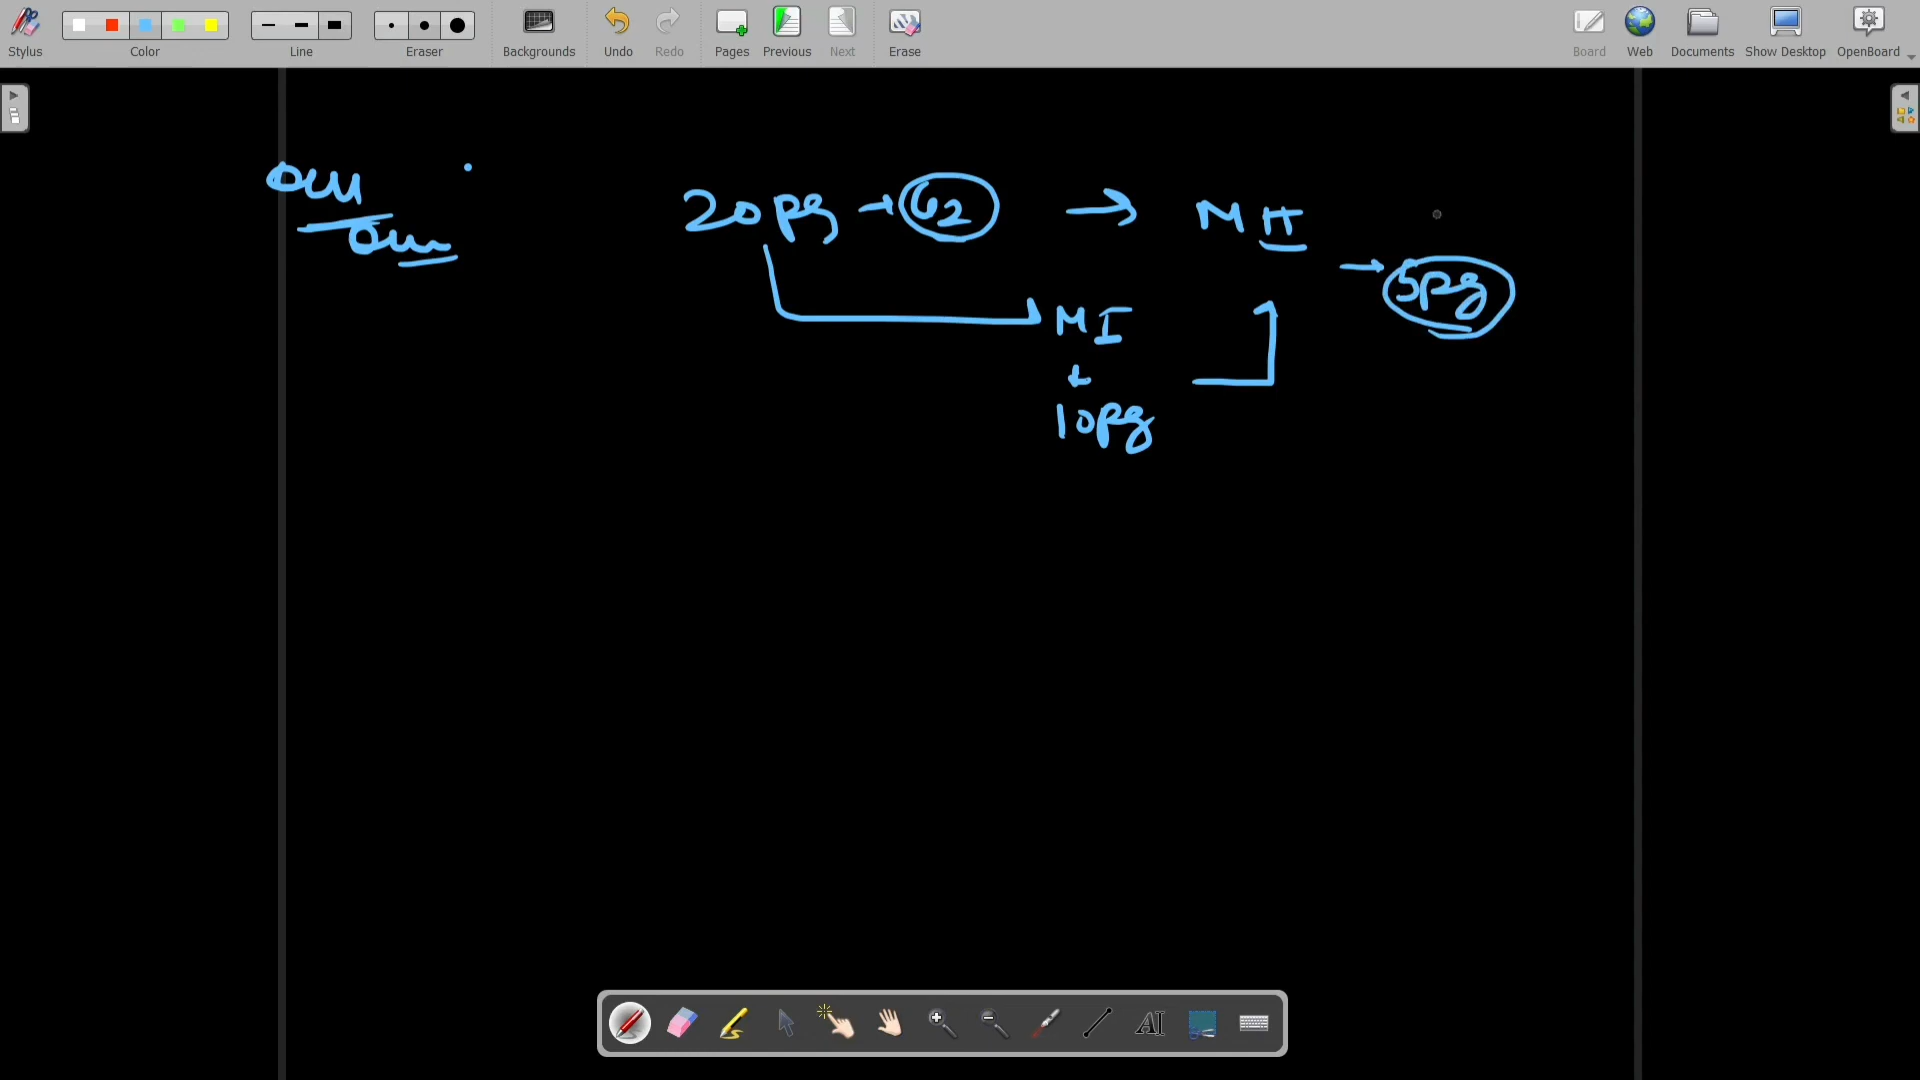 Stylus Color Line Eraser Backgrounds Undo Redo Pages Previous Next Erase Board Web Documents Show Desktop OpenBoard
20pg → G2 → M II
→ 5pg
M I
10pg
AI